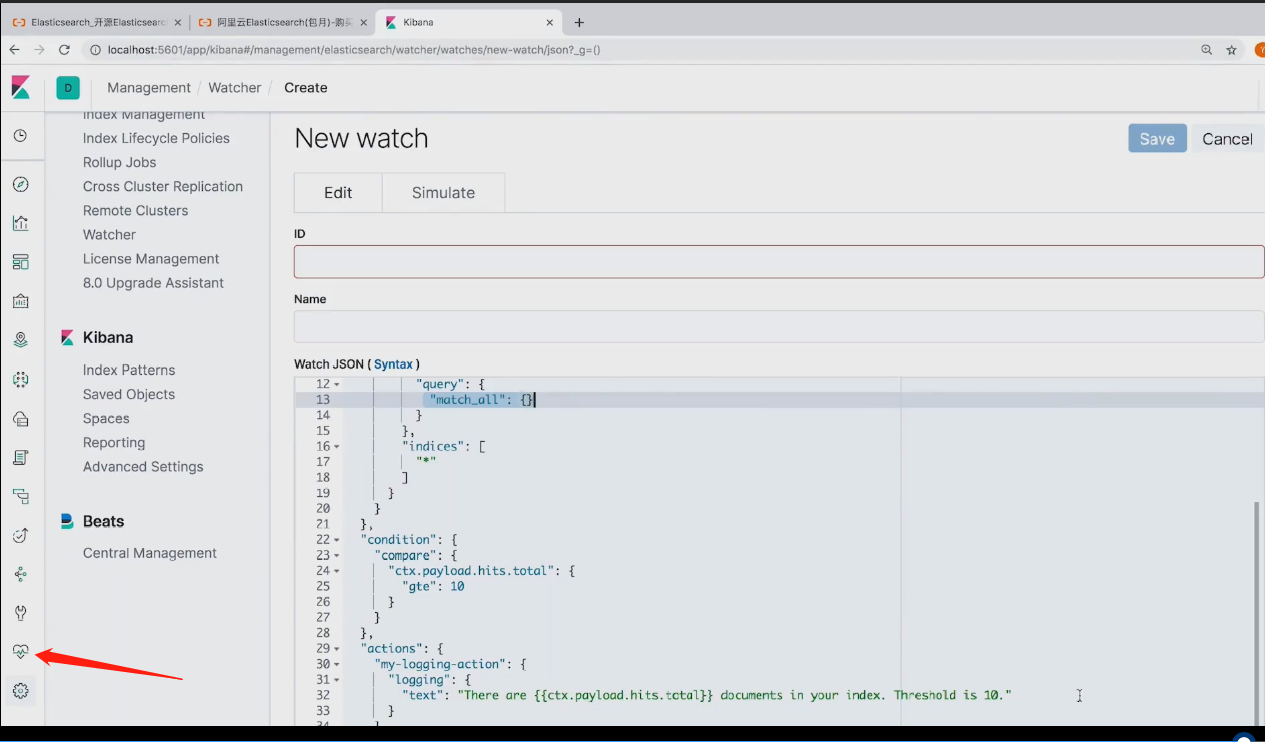 Elasticsearch_开源Elasticsearc
阿里云Elasticsearch(包月)-购买
Kibana
localhost:5601/app/kibana#/management/elasticsearch/watcher/watches/new-watch/json?_g=()
D
Management / Watcher / Create
Index Management
Index Lifecycle Policies
Rollup Jobs
Cross Cluster Replication
Remote Clusters
Watcher
License Management
8.0 Upgrade Assistant
Kibana
Index Patterns
Saved Objects
Spaces
Reporting
Advanced Settings
Beats
Central Management
New watch
Save
Cancel
Edit
Simulate
ID
Name
Watch JSON ( Syntax )
12 "query": {
13 "match_all": {}
14 }
15 },
16 "indices": [
17 "*"
18 ]
19 }
20 }
21 },
22 "condition": {
23 "compare": {
24 "ctx.payload.hits.total": {
25 "gte": 10
26 }
27 }
28 },
29 "actions": {
30 "my-logging-action": {
31 "logging": {
32 "text": "There are {{ctx.payload.hits.total}} documents in your index. Threshold is 10."
33 }
34